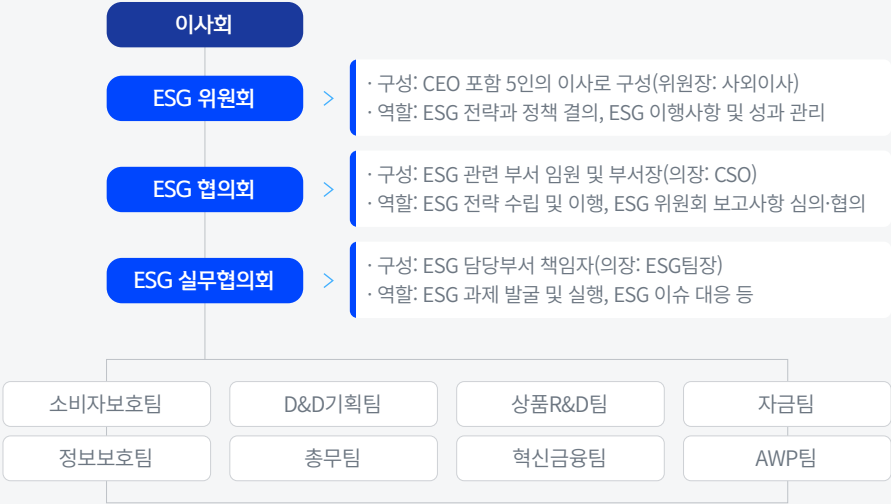 이사회
ESG 위원회
· 구성: CEO 포함 5인의 이사로 구성(위원장: 사외이사)
· 역할: ESG 전략과 정책 결의, ESG 이행사항 및 성과 관리
ESG 협의회
· 구성: ESG 관련 부서 임원 및 부서장(의장: CSO)
· 역할: ESG 전략 수립 및 이행, ESG 위원회 보고사항 심의·협의
ESG 실무협의회
· 구성: ESG 담당부서 책임자(의장: ESG팀장)
· 역할: ESG 과제 발굴 및 실행, ESG 이슈 대응 등
소비자보호팀
D&D기획팀
상품R&D팀
자금팀
정보보호팀
총무팀
혁신금융팀
AWP팀